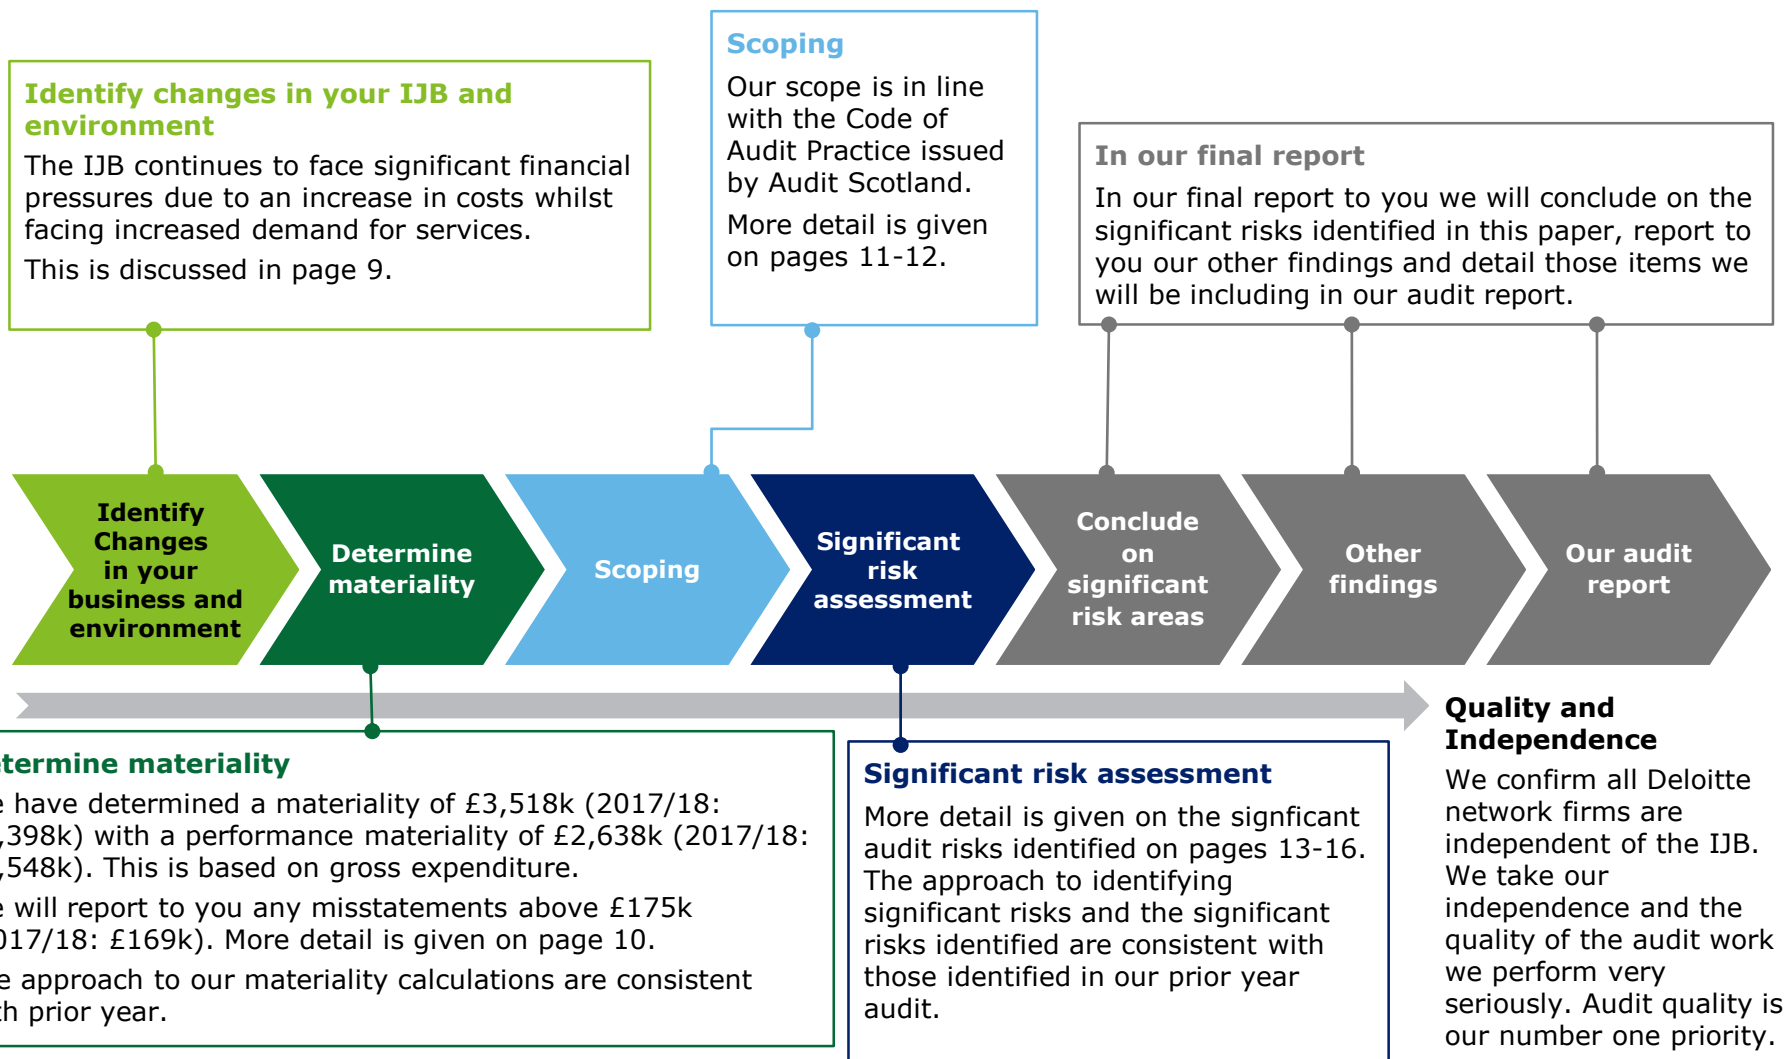 Scoping
Our scope is in line
with the Code of
Audit Practice issued
by Audit Scotland.
More detail is given
on pages 11-12.
Identify changes in your IJB and
environment
The IJB continues to face significant financial
pressures due to an increase in costs whilst
facing increased demand for services.
This is discussed in page 9.
In our final report
In our final report to you we will conclude on the
significant risks identified in this paper, report to
you our other findings and detail those items we
will be including in our audit report.
Identify
Changes
in your
business and
environment
Determine
materiality
Scoping
Significant
risk
assessment
Conclude
on
significant
risk areas
Other
findings
Our audit
report
etermine materiality
e have determined a materiality of £3,518k (2017/18:
,398k) with a performance materiality of £2,638k (2017/18:
,548k). This is based on gross expenditure.
e will report to you any misstatements above £175k
017/18: £169k). More detail is given on page 10.
e approach to our materiality calculations are consistent
th prior year.
Significant risk assessment
More detail is given on the signficant
audit risks identified on pages 13-16.
The approach to identifying
significant risks and the significant
risks identified are consistent with
those identified in our prior year
audit.
Quality and
Independence
We confirm all Deloitte
network firms are
independent of the IJB.
We take our
independence and the
quality of the audit work
we perform very
seriously. Audit quality is
our number one priority.